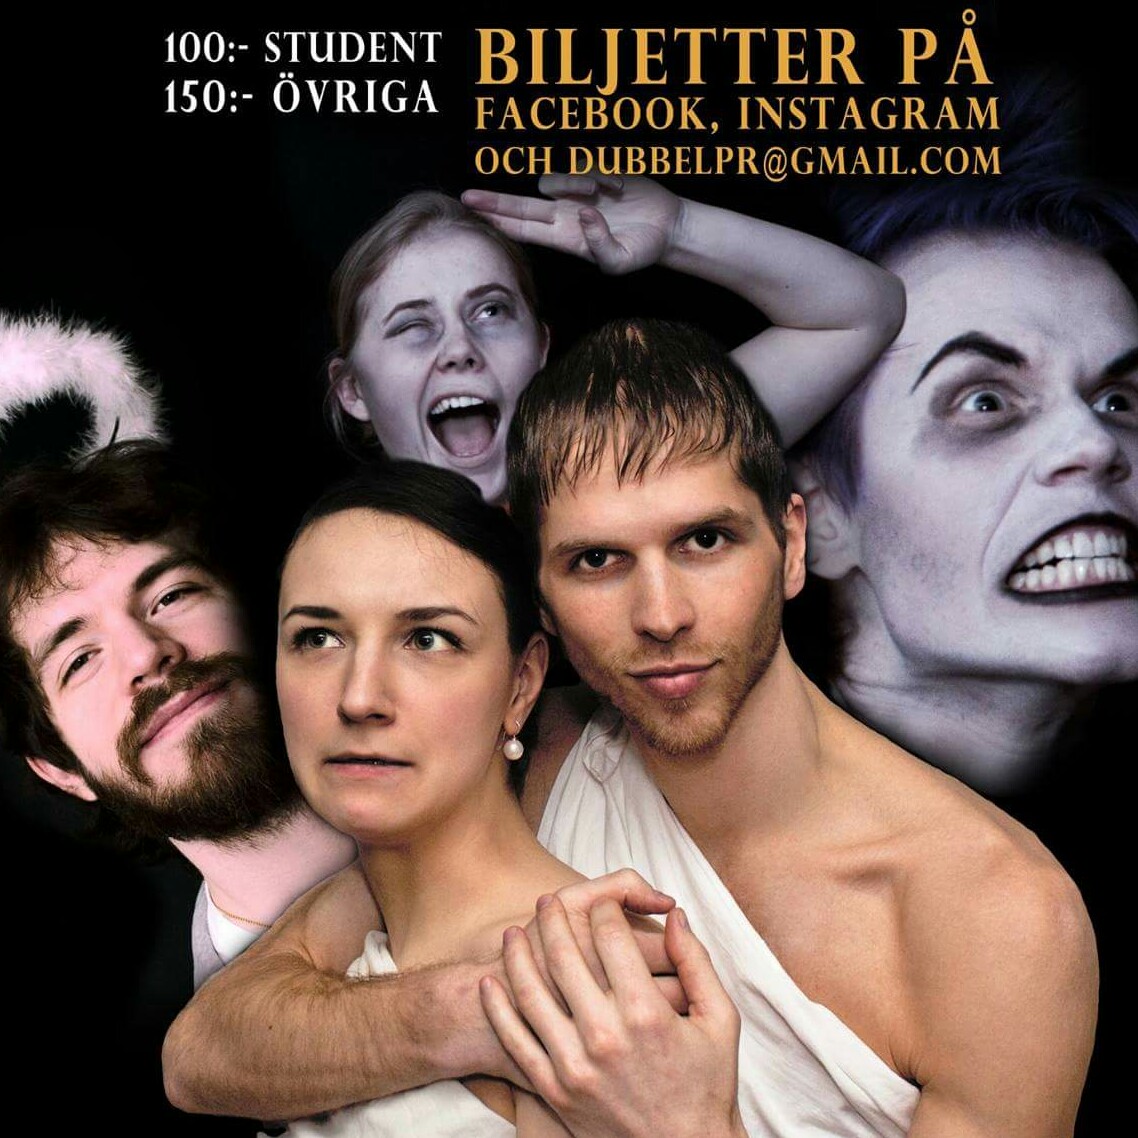 100:- STUDENT
150:- ÖVRIGA
BILJETTER PÅ
FACEBOOK, INSTAGRAM
OCH DUBBELPR@GMAIL.COM